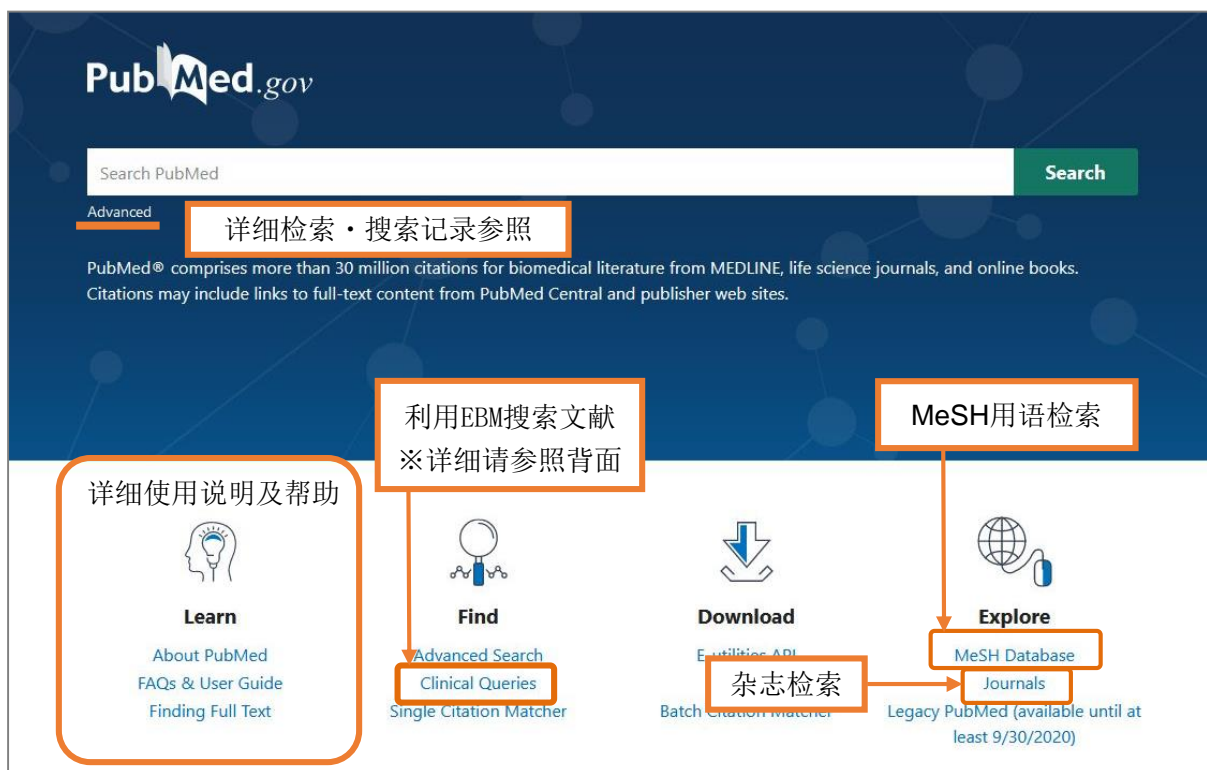 PubMed.gov
Search PubMed
Search
Advanced
详细检索・搜索记录参照
PubMed® comprises more than 30 million citations for biomedical literature from MEDLINE, life science journals, and online books.
Citations may include links to full-text content from PubMed Central and publisher web sites.
利用EBM搜索文献
※详细请参照背面
MeSH用语检索
详细使用说明及帮助
Learn
About PubMed
FAQs & User Guide
Finding Full Text
Find
Advanced Search
Clinical Queries
Single Citation Matcher
Download
E-utilities API
杂志检索
Batch Citation Matcher
Explore
MeSH Database
Journals
Legacy PubMed (available until at
least 9/30/2020)